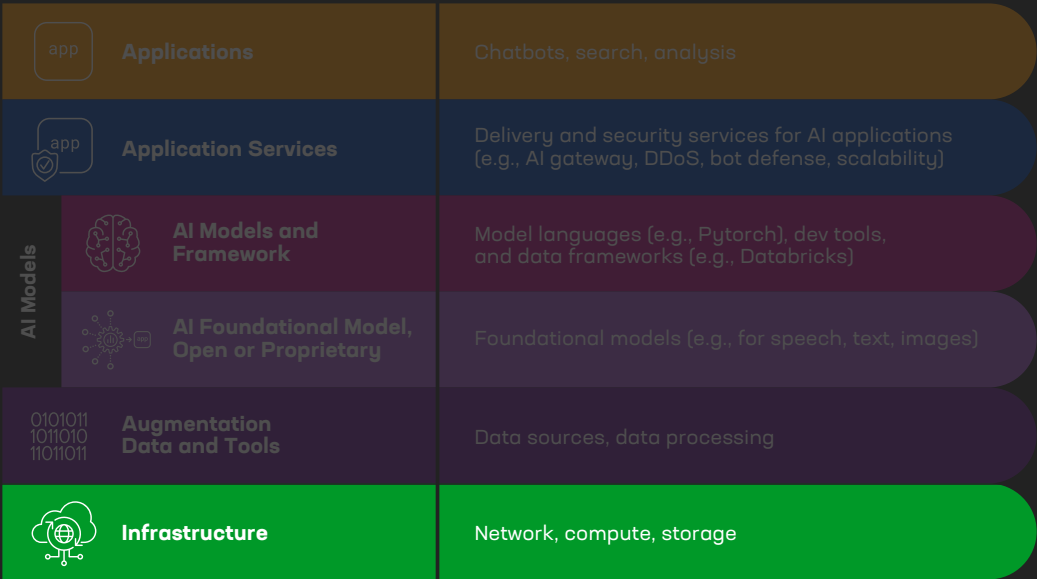 app
Applications
Chatbots, search, analysis
app
Application Services
Delivery and security services for AI applications
(e.g., AI gateway, DDoS, bot defense, scalability)
AI Models
AI Models and
Framework
Model languages (e.g., Pytorch), dev tools,
and data frameworks (e.g., Databricks)
app
AI Foundational Model,
Open or Proprietary
Foundational models (e.g., for speech, text, images)
0101011
1011010
11011011
Augmentation
Data and Tools
Data sources, data processing
Infrastructure
Network, compute, storage